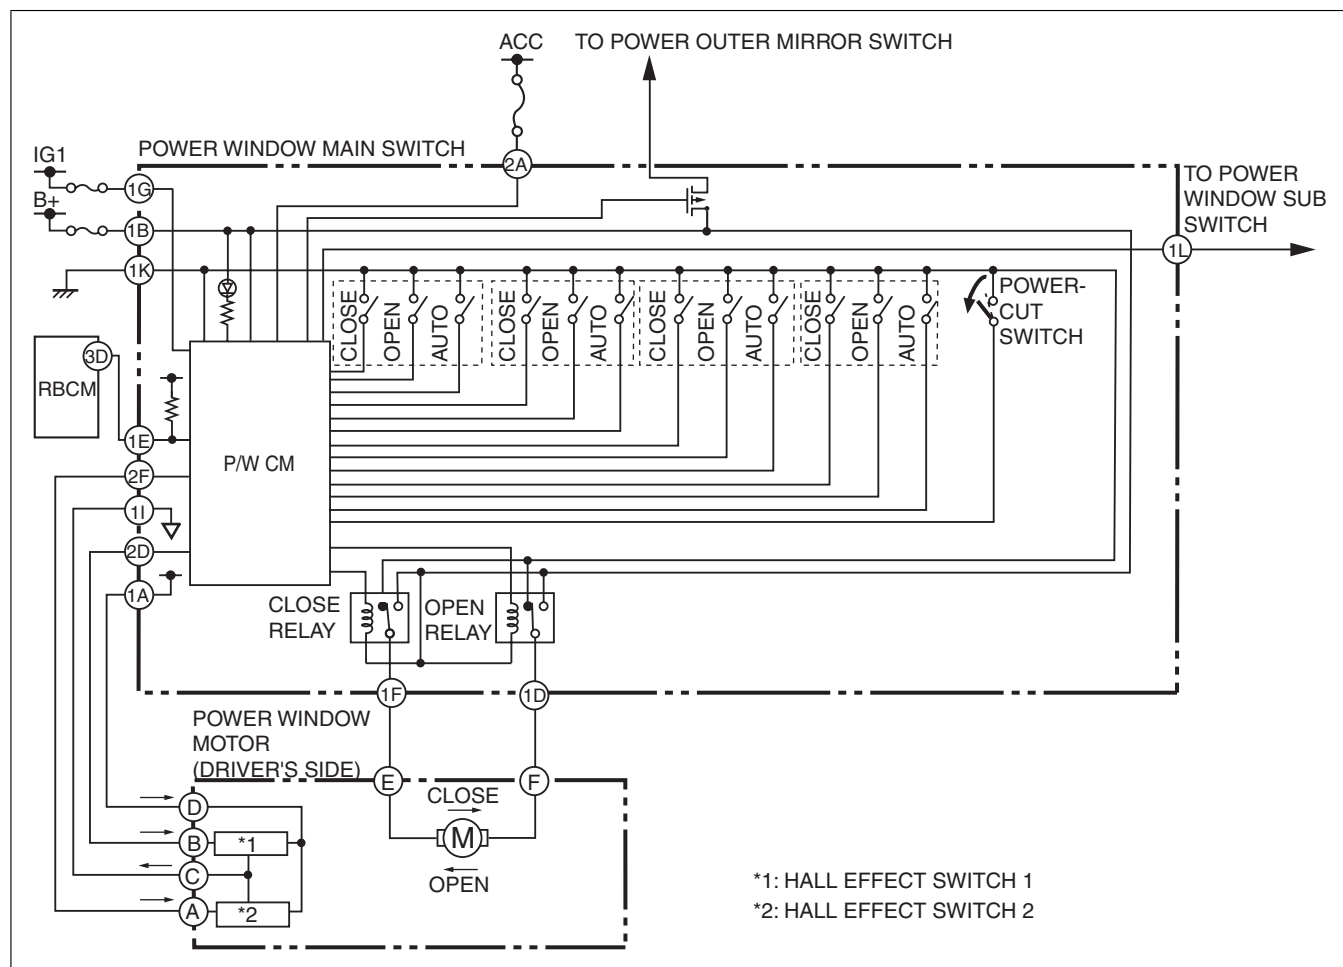 ACC
TO POWER OUTER MIRROR SWITCH
POWER WINDOW MAIN SWITCH
2A
IG1
1G
B+
1B
1K
TO POWER
WINDOW SUB
SWITCH
1L
CLOSE
OPEN
AUTO
CLOSE
OPEN
AUTO
CLOSE
OPEN
AUTO
CLOSE
OPEN
AUTO
POWER-
CUT
SWITCH
3D
RBCM
1E
P/W CM
2F
1I
2D
1A
CLOSE
RELAY
OPEN
RELAY
1F
1D
POWER WINDOW
MOTOR
(DRIVER'S SIDE)
E
F
CLOSE
M
OPEN
D
B
*1
C
A
*2
*1: HALL EFFECT SWITCH 1
*2: HALL EFFECT SWITCH 2